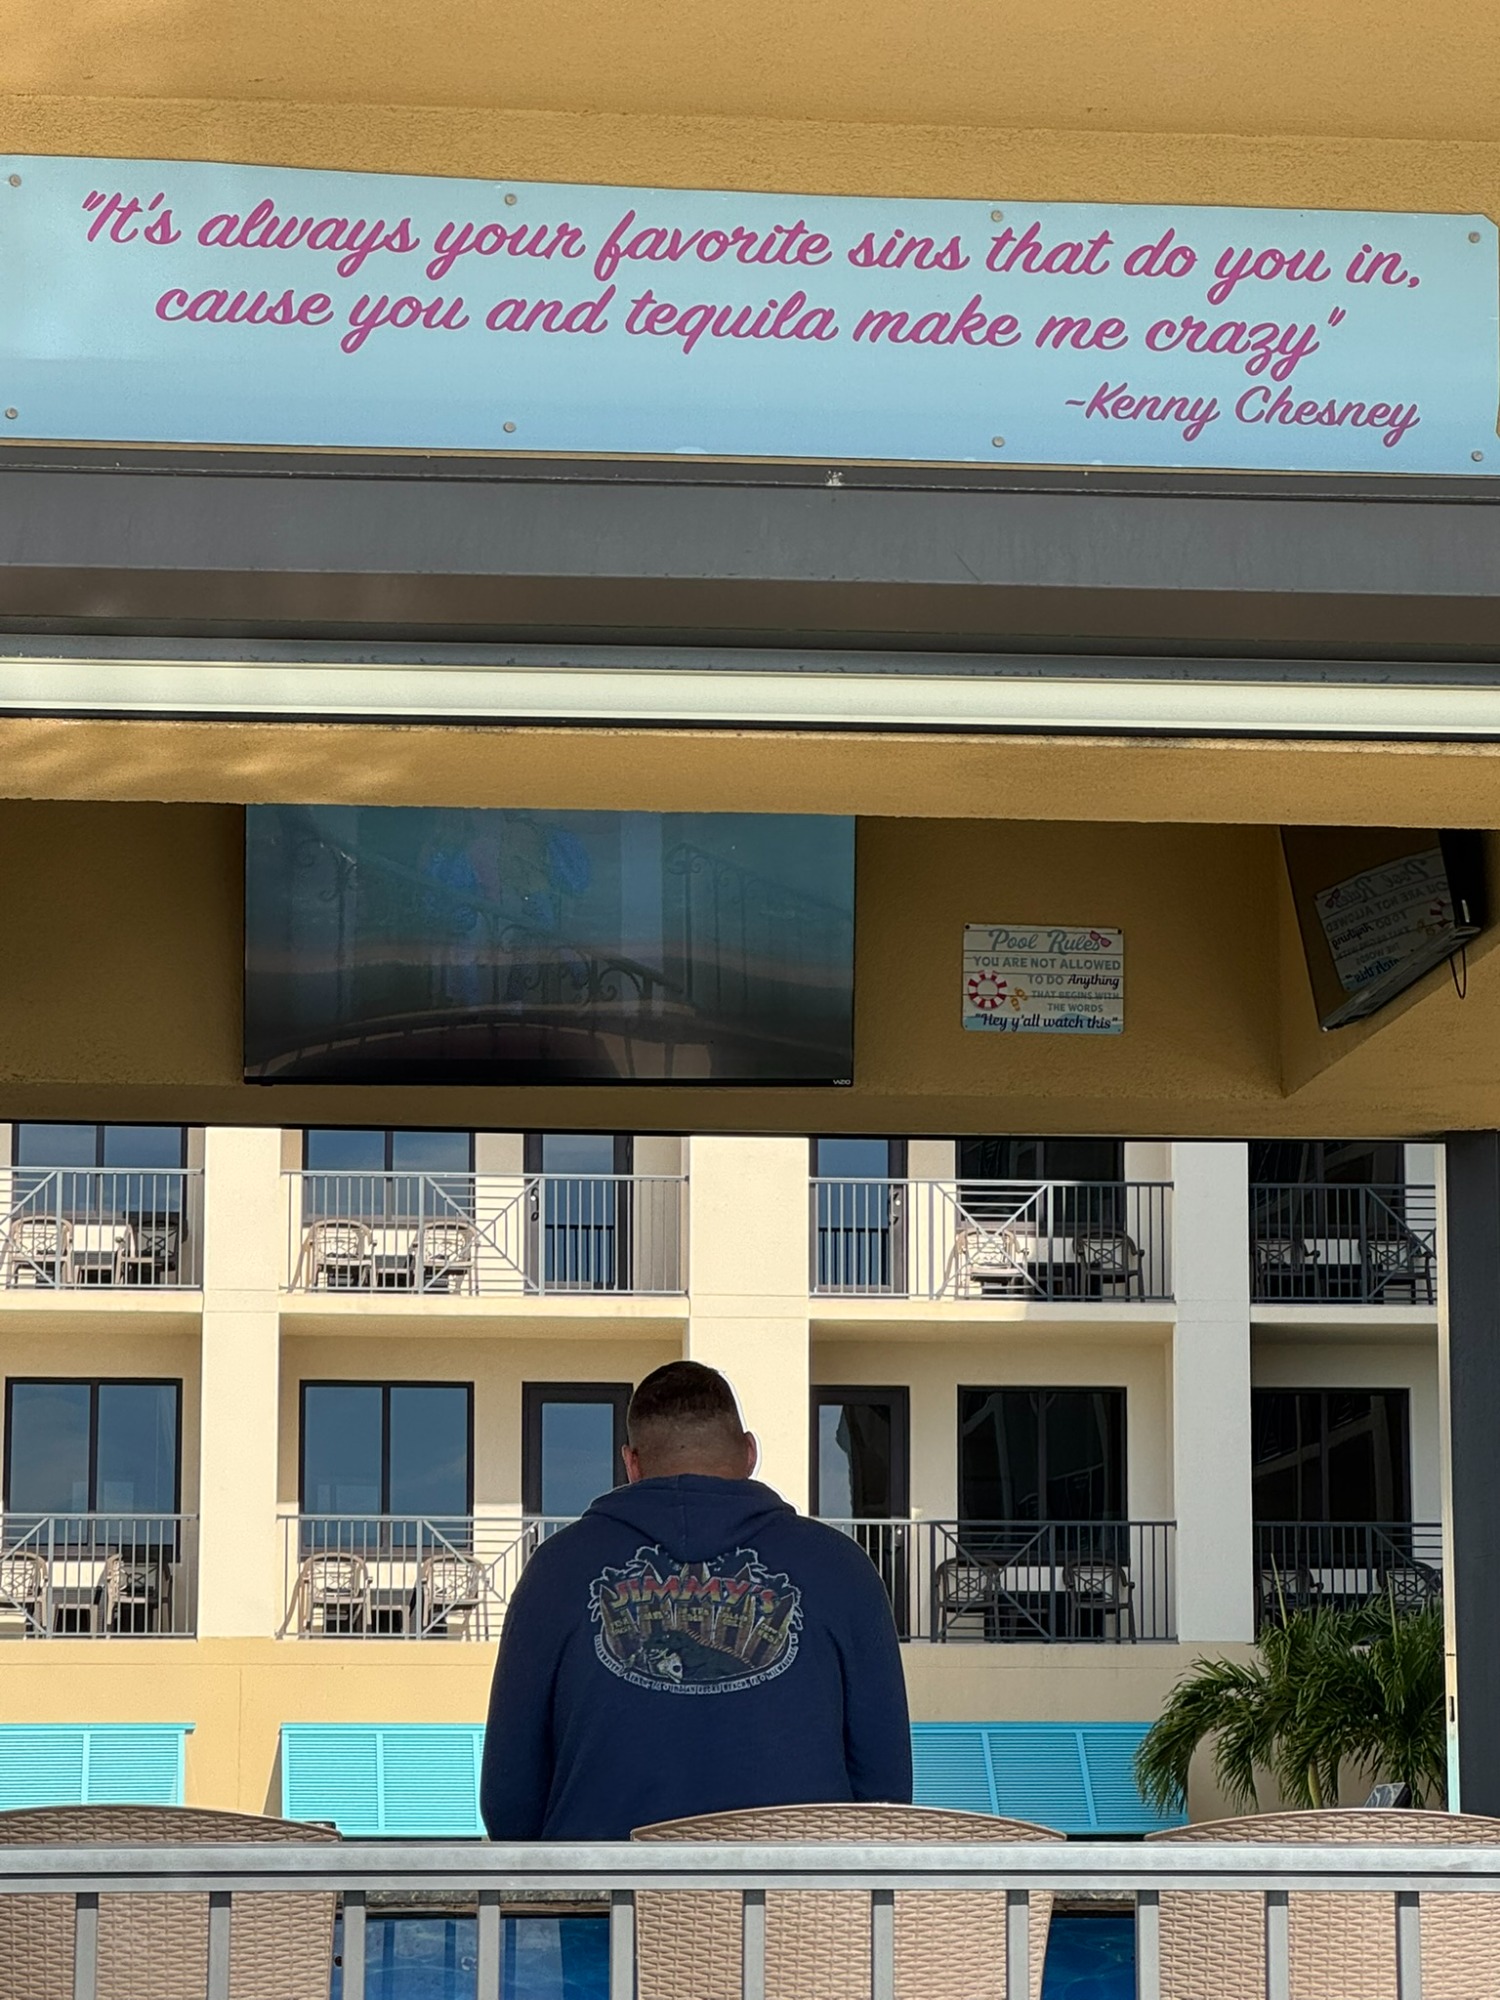 "It's always your favorite sins that do you in,
cause you and tequila make me crazy"
~Kenny Chesney
Pool Rules
YOU ARE NOT ALLOWED
TO DO Anything
THAT BEGINS WITH
THE WORDS
"Hey y'all watch this"
VIZIO
JIMMY'S